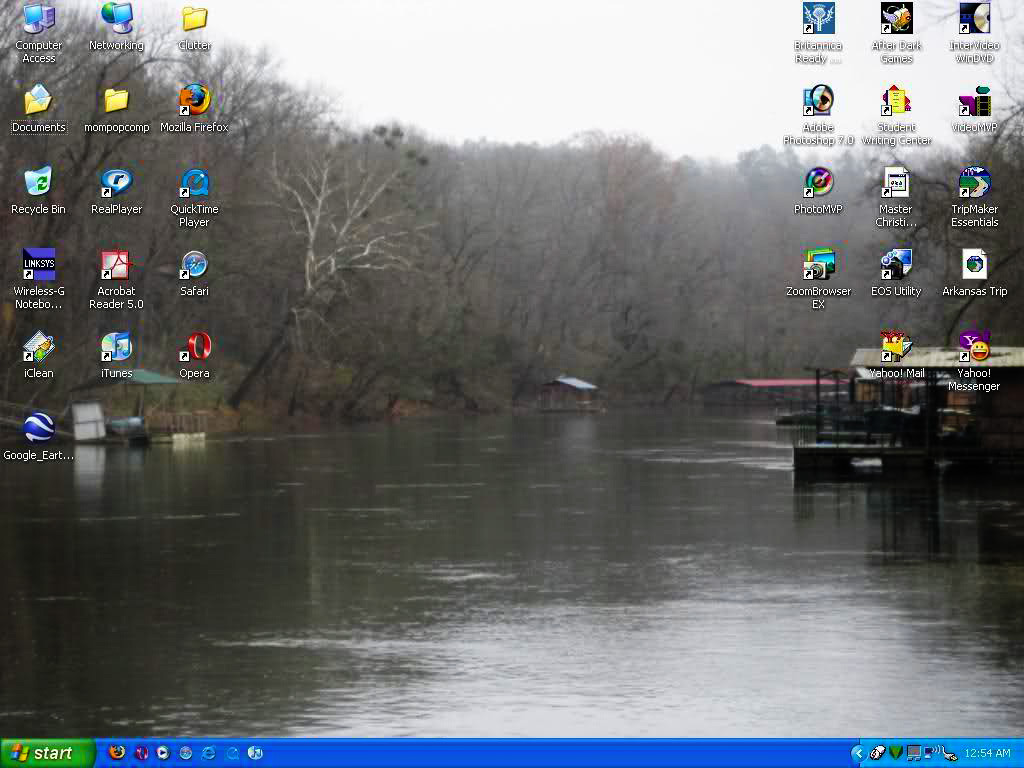 Computer
Access
Networking
Clutter
Britannica
Ready ...
After Dark
Games
InterVideo
WinDVD
Documents
mompopcomp
Mozilla Firefox
Adobe
Photoshop 7.0
Student
Writing Center
VideoMVP
Recycle Bin
RealPlayer
QuickTime
Player
PhotoMVP
Master
Christi...
TripMaker
Essentials
LINKSYS
Wireless-G
Notebo...
Acrobat
Reader 5.0
Safari
ZoomBrowser
EX
EOS Utility
Arkansas Trip
iClean
iTunes
Opera
Yahoo! Mail
Yahoo!
Messenger
Google_Eart...
start
12:54 AM